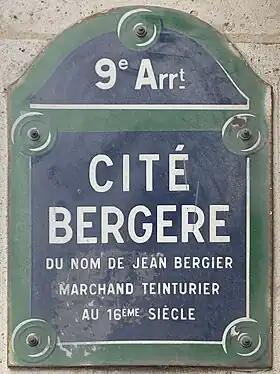 9e Arrt
CITÉ
BERGERE
DU NOM DE JEAN BERGIER
MARCHAND TEINTURIER
AU 16ÈME SIÈCLE